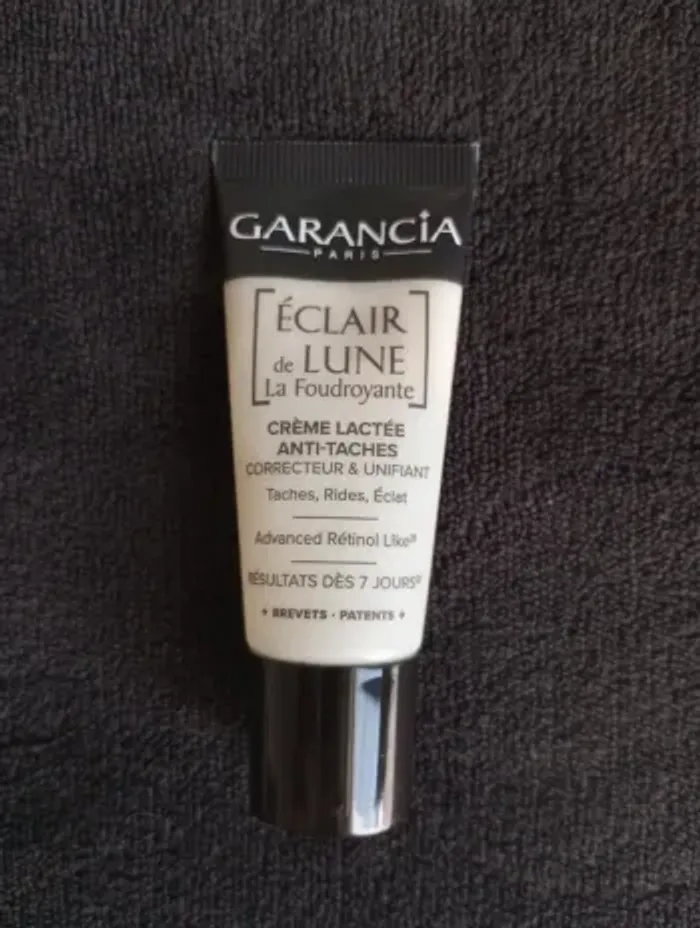 GARANCiA
PARIS
ÉCLAIR
de LUNE
La Foudroyante
CRÈME LACTÉE
ANTI-TACHES
CORRECTEUR & UNIFIANT
Taches, Rides, Éclat
Advanced Rétinol Like
RÉSULTATS DÈS 7 JOURS
+ BREVETS - PATENTS +